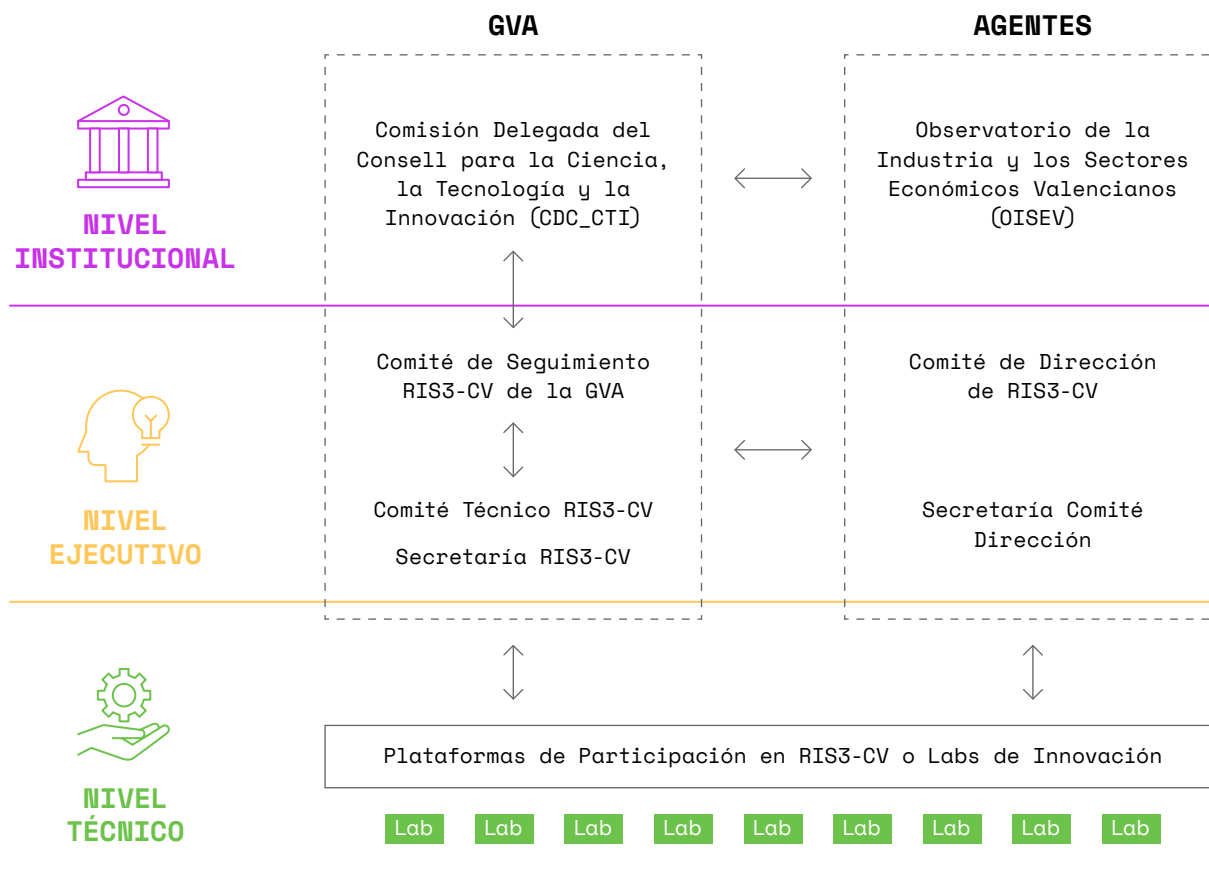 GVA
AGENTES
NIVEL
INSTITUCIONAL
Comisión Delegada del
Consell para la Ciencia,
la Tecnología y la
Innovación (CDC_CTI)
Observatorio de la
Industria y los Sectores
Económicos Valencianos
(OISEV)
NIVEL
EJECUTIVO
Comité de Seguimiento
RIS3-CV de la GVA
Comité de Dirección
de RIS3-CV
Comité Técnico RIS3-CV
Secretaría RIS3-CV
Secretaría Comité
Dirección
NIVEL
TÉCNICO
Plataformas de Participación en RIS3-CV o Labs de Innovación
Lab Lab Lab Lab Lab Lab Lab Lab Lab